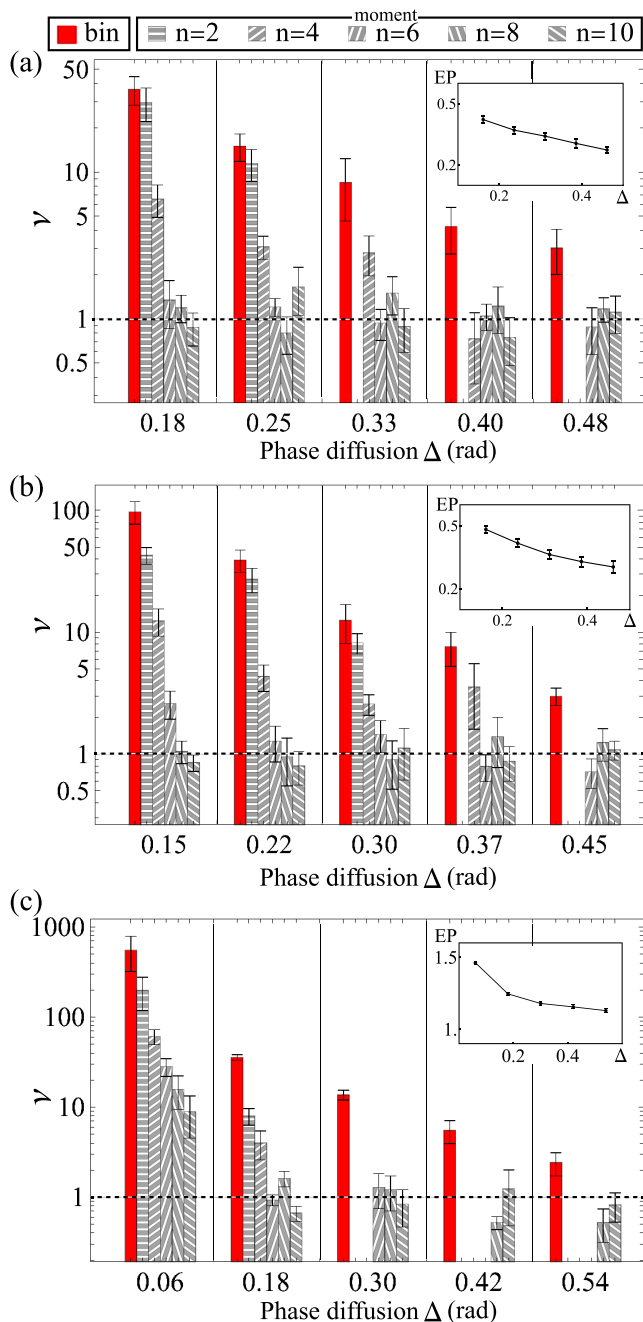 moment
bin n=2 n=4 n=6 n=8 n=10
(a)
50
10
5
1
0.5
ν
EP
0.5
0.2
0.2 0.4 Δ
0.18 0.25 0.33 0.40 0.48
Phase diffusion Δ (rad)
(b)
100
50
10
5
1
0.5
ν
EP
0.5
0.2
0.2 0.4 Δ
0.15 0.22 0.30 0.37 0.45
Phase diffusion Δ (rad)
(c)
1000
100
10
1
ν
EP
1.5
1.
0.2 0.4 Δ
0.06 0.18 0.30 0.42 0.54
Phase diffusion Δ (rad)